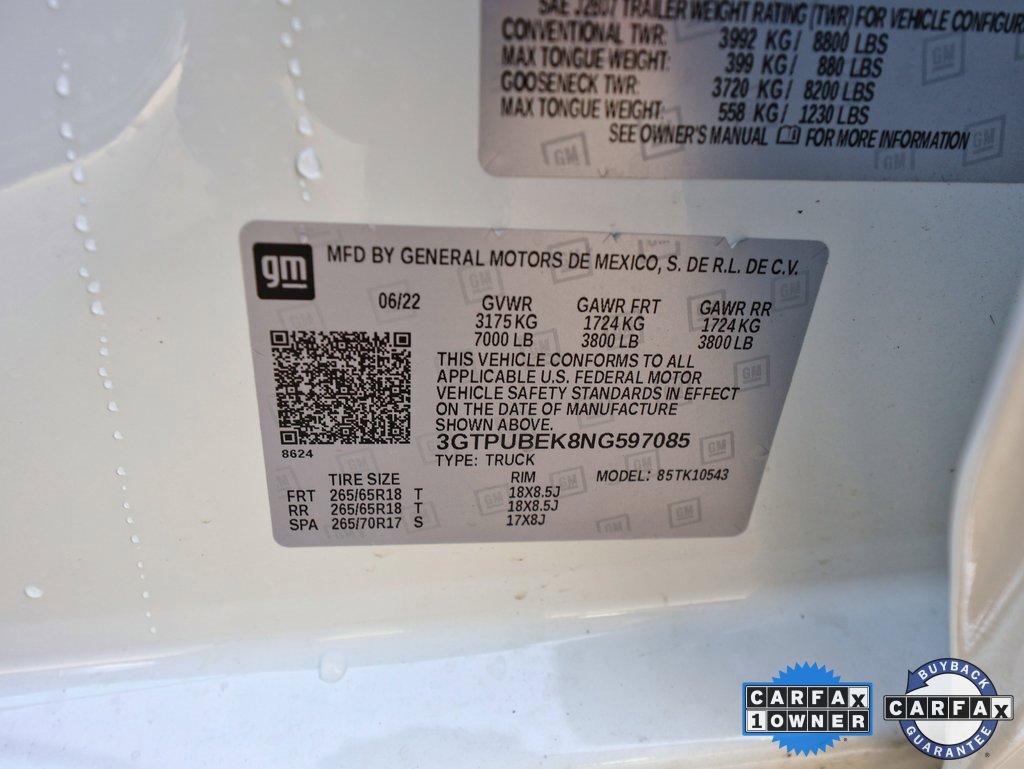 SAE J2807 TRAILER WEIGHT RATING (TWR) FOR VEHICLE
CONVENTIONAL TWR: 3992 KG/ 8800 LBS
MAX TONGUE WEIGHT: 399 KG/ 880 LBS
GOOSENECK TWR: 3720 KG/ 8200 LBS
MAX TONGUE WEIGHT: 558 KG/ 1230 LBS
SEE OWNER'S MANUAL FOR MORE INFORMATION
gm MFD BY GENERAL MOTORS DE MEXICO, S. DE R.L. DE C.V.
06/22 GVWR GAWR FRT GAWR RR
3175 KG 1724 KG 1724 KG
7000 LB 3800 LB 3800 LB
THIS VEHICLE CONFORMS TO ALL
APPLICABLE U.S. FEDERAL MOTOR
VEHICLE SAFETY STANDARDS IN EFFECT
ON THE DATE OF MANUFACTURE
SHOWN ABOVE.
3GTPUBEK8NG597085
8624
TYPE: TRUCK MODEL: 85TK10543
TIRE SIZE RIM
FRT 265/65R18 T 18X8.5J
RR 265/65R18 T 18X8.5J
SPA 265/70R17 S 17X8J
CARFAX
1 OWNER
BUYBACK
CARFAX
GUARANTEE